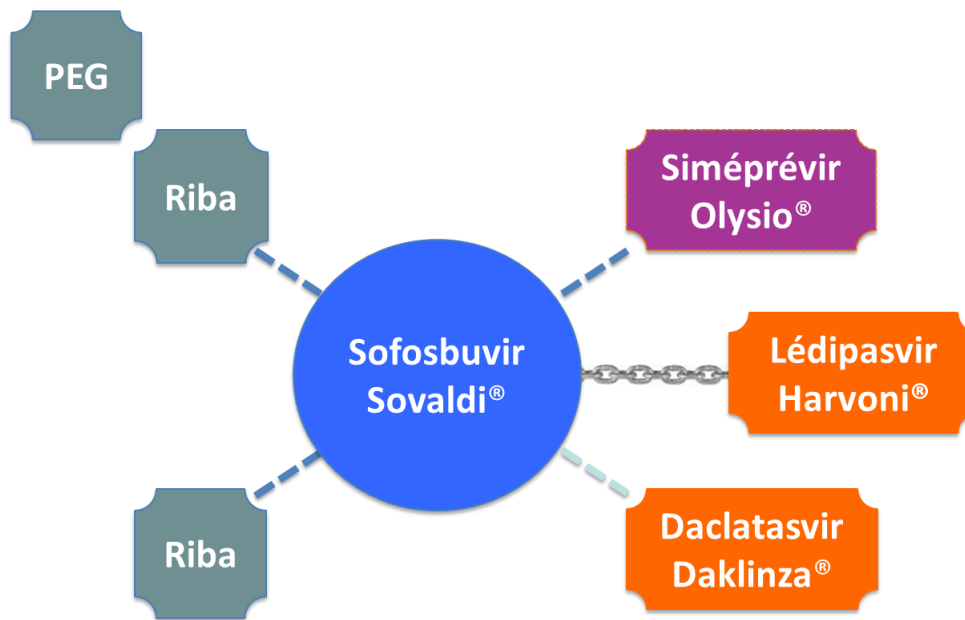 PEG
Riba
Siméprévir
Olysio®
Sofosbuvir
Sovaldi®
Lédipasvir
Harvoni®
Riba
Daclatasvir
Daklinza®